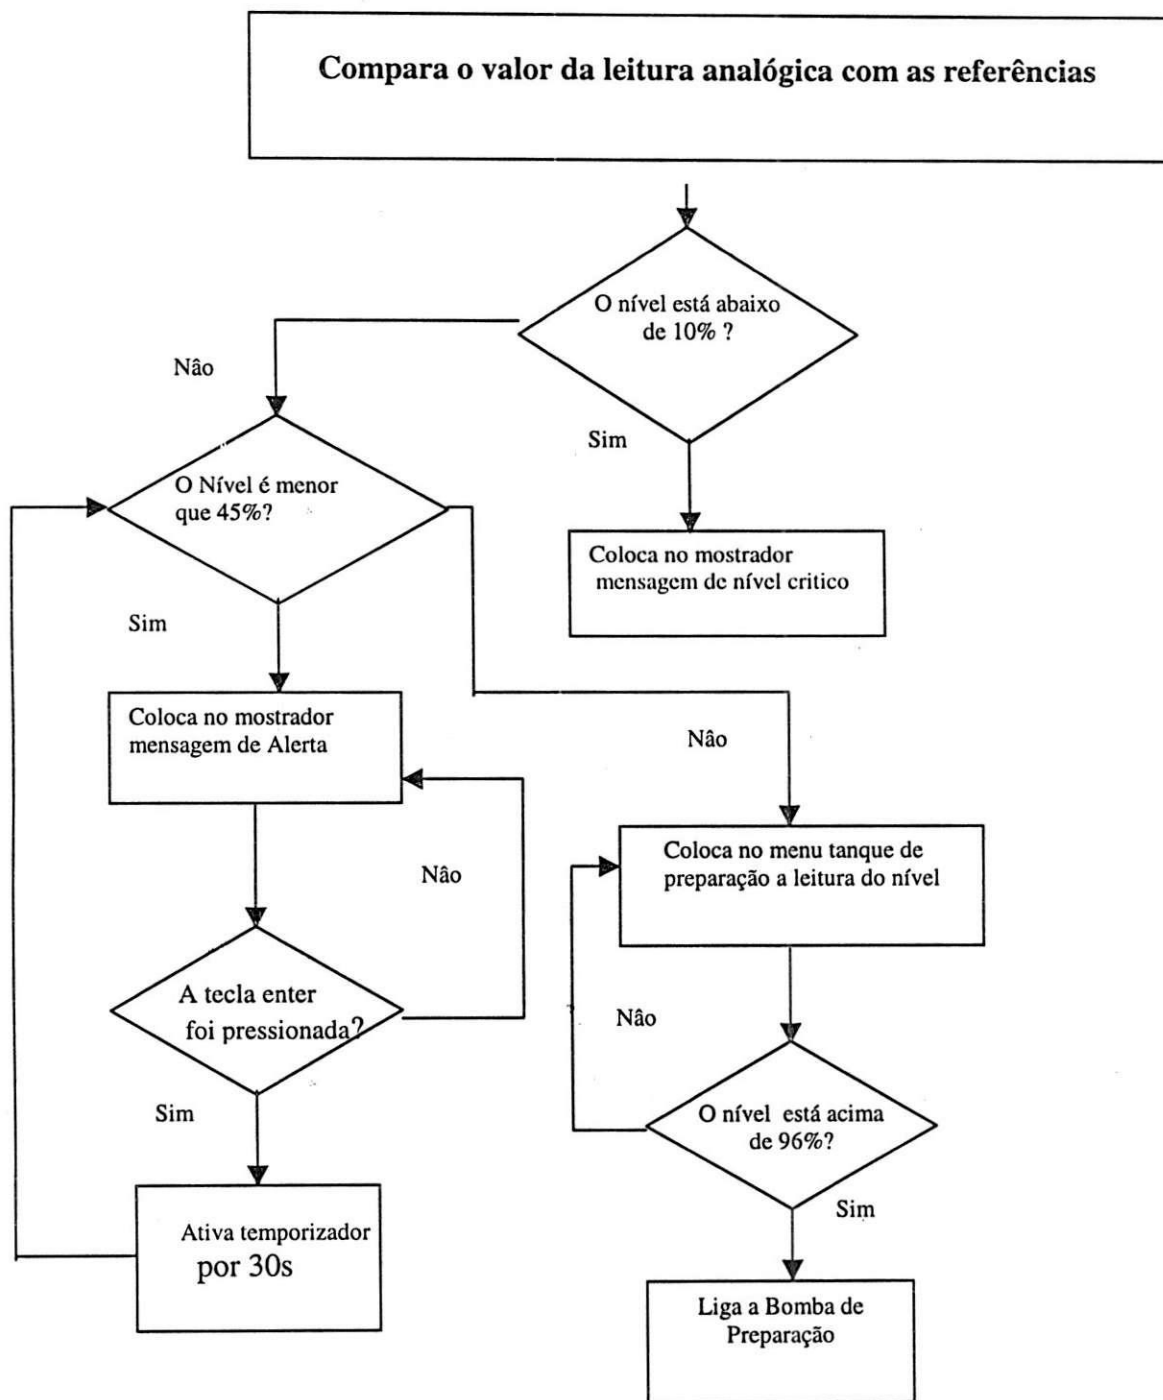 Compara o valor da leitura analógica com as referências
O nível está abaixo
de 10% ?
Nâo
Sim
O Nível é menor
que 45%?
Coloca no mostrador
mensagem de nível critico
Sim
Coloca no mostrador
mensagem de Alerta
Nâo
Nâo
Coloca no menu tanque de
preparação a leitura do nível
A tecla enter
foi pressionada?
Nâo
Sim
O nível está acima
de 96%?
Sim
Ativa temporizador
por 30s
Liga a Bomba de
Preparação